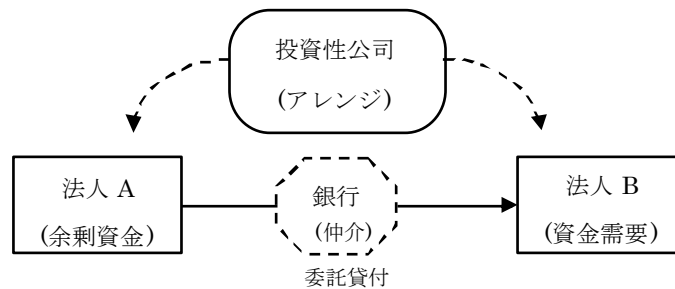 投資性公司
(アレンジ)
法人 A
(余剰資金)
銀行
(仲介)
法人 B
(資金需要)
委託貸付